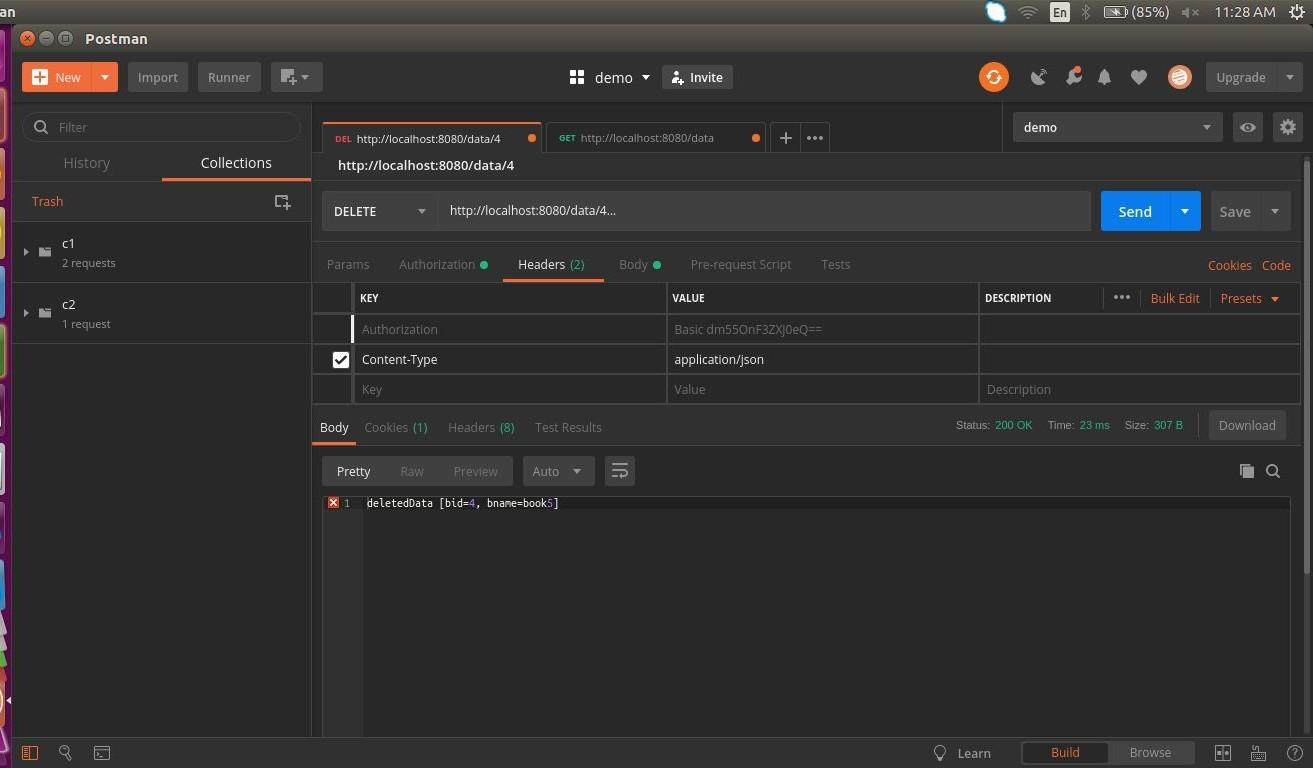 an
En
(85%)
11:28 AM
Postman
New
Import
Runner
demo
Invite
Upgrade
Filter
History
Collections
Trash
c1
2 requests
c2
1 request
DEL http://localhost:8080/data/4
GET http://localhost:8080/data
demo
http://localhost:8080/data/4
DELETE
http://localhost:8080/data/4...
Send
Save
Params
Authorization
Headers (2)
Body
Pre-request Script
Tests
Cookies
Code
KEY
VALUE
DESCRIPTION
Bulk Edit
Presets
Authorization
Content-Type
application/json
Key
Value
Description
Body
Cookies (1)
Headers (8)
Test Results
Status: 200 OK
Time: 23 ms
Size: 307 B
Download
Pretty
Raw
Preview
Auto
1
deletedData [bid=4, bname=book5]
Learn
Build
Browse